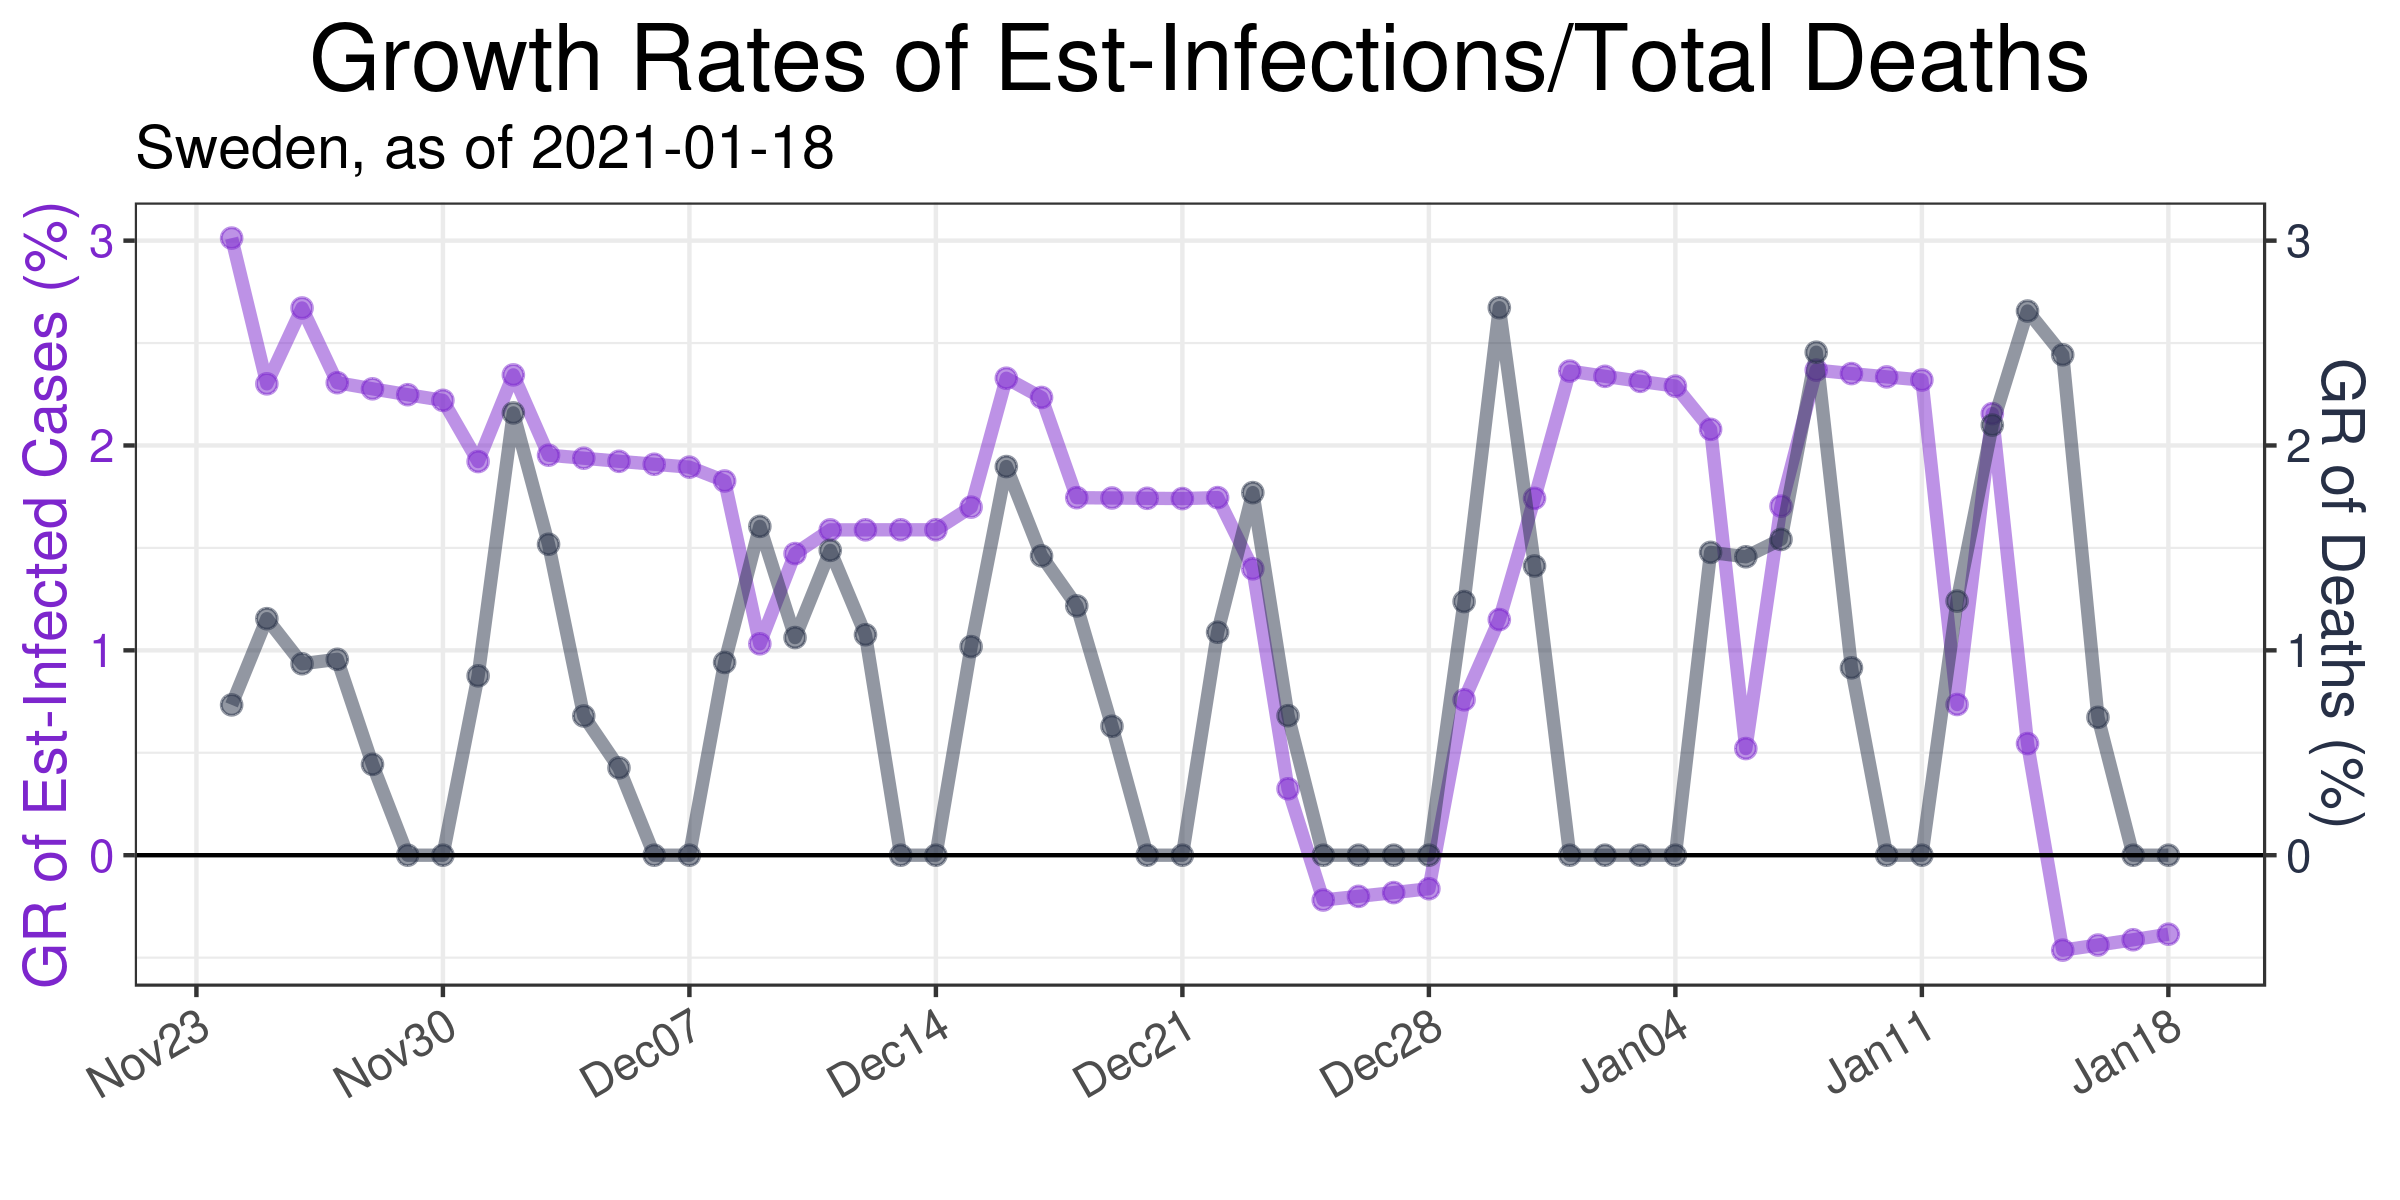 Growth Rates of Est-Infections/Total Deaths
Sweden, as of 2021-01-18
GR of Est-Infected Cases (%)
3
2
1
0
3
2
1
0
GR of Deaths (%)
Nov23
Nov30
Dec07
Dec14
Dec21
Dec28
Jan04
Jan11
Jan18